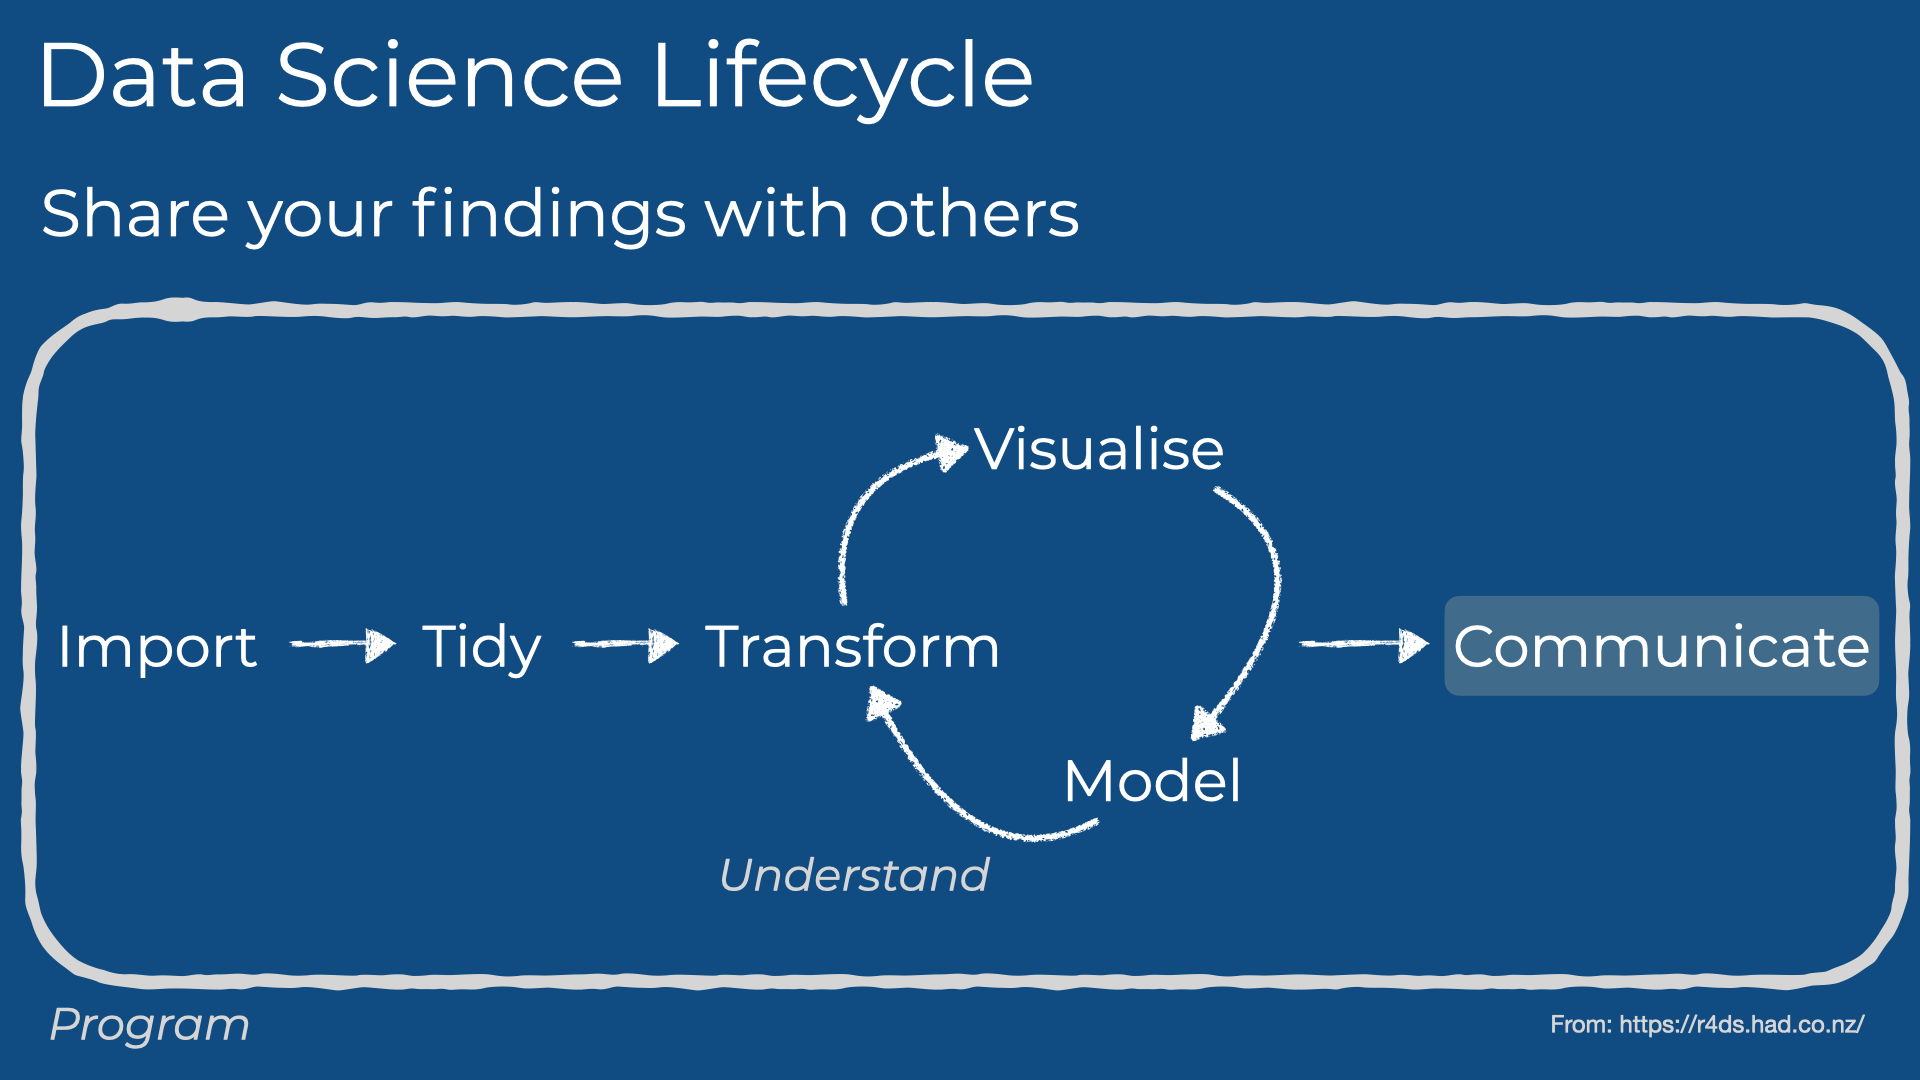 Data Science Lifecycle
Share your findings with others
Visualise
Import
Tidy
Transform
Communicate
Model
Understand
Program
From: https://r4ds.had.co.nz/